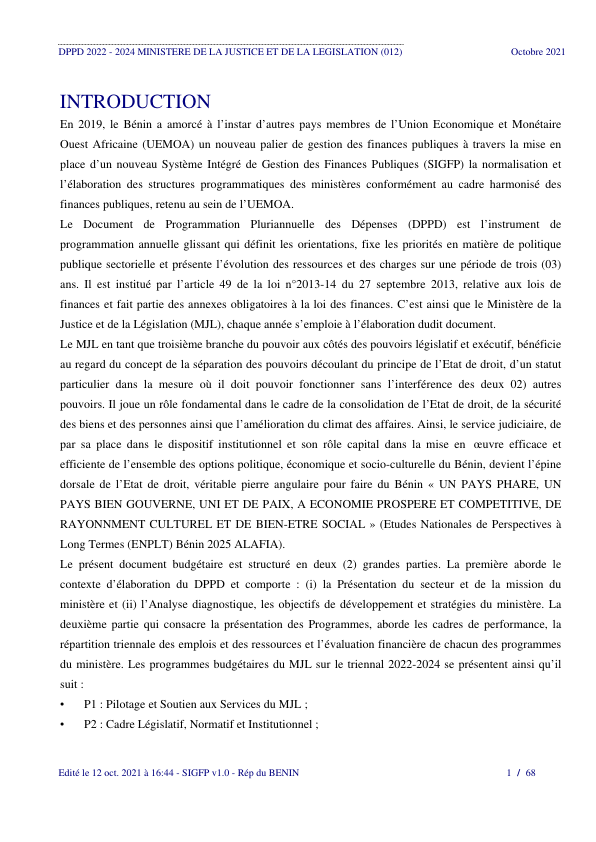 DPPD 2022 - 2024 MINISTERE DE LA JUSTICE ET DE LA LEGISLATION (012) Octobre 2021
INTRODUCTION
En 2019, le Bénin a amorcé à l’instar d’autres pays membres de l’Union Economique et Monétaire
Ouest Africaine (UEMOA) un nouveau palier de gestion des finances publiques à travers la mise en
place d’un nouveau Système Intégré de Gestion des Finances Publiques (SIGFP) la normalisation et
l’élaboration des structures programmatiques des ministères conformément au cadre harmonisé des
finances publiques, retenu au sein de l’UEMOA.
Le Document de Programmation Pluriannuelle des Dépenses (DPPD) est l’instrument de
programmation annuelle glissant qui définit les orientations, fixe les priorités en matière de politique
publique sectorielle et présente l’évolution des ressources et des charges sur une période de trois (03)
ans. Il est institué par l’article 49 de la loi n°2013-14 du 27 septembre 2013, relative aux lois de
finances et fait partie des annexes obligatoires à la loi des finances. C’est ainsi que le Ministère de la
Justice et de la Législation (MJL), chaque année s’emploie à l’élaboration dudit document.
Le MJL en tant que troisième branche du pouvoir aux côtés des pouvoirs législatif et exécutif, bénéficie
au regard du concept de la séparation des pouvoirs découlant du principe de l’Etat de droit, d’un statut
particulier dans la mesure où il doit pouvoir fonctionner sans l’interférence des deux 02) autres
pouvoirs. Il joue un rôle fondamental dans le cadre de la consolidation de l’Etat de droit, de la sécurité
des biens et des personnes ainsi que l’amélioration du climat des affaires. Ainsi, le service judiciaire, de
par sa place dans le dispositif institutionnel et son rôle capital dans la mise en œuvre efficace et
efficiente de l’ensemble des options politique, économique et socio-culturelle du Bénin, devient l’épine
dorsale de l’Etat de droit, véritable pierre angulaire pour faire du Bénin « UN PAYS PHARE, UN
PAYS BIEN GOUVERNE, UNI ET DE PAIX, A ECONOMIE PROSPERE ET COMPETITIVE, DE
RAYONNMENT CULTUREL ET DE BIEN-ETRE SOCIAL » (Etudes Nationales de Perspectives à
Long Termes (ENPLT) Bénin 2025 ALAFIA).
Le présent document budgétaire est structuré en deux (2) grandes parties. La première aborde le
contexte d’élaboration du DPPD et comporte : (i) la Présentation du secteur et de la mission du
ministère et (ii) l’Analyse diagnostique, les objectifs de développement et stratégies du ministère. La
deuxième partie qui consacre la présentation des Programmes, aborde les cadres de performance, la
répartition triennale des emplois et des ressources et l’évaluation financière de chacun des programmes
du ministère. Les programmes budgétaires du MJL sur le triennal 2022-2024 se présentent ainsi qu’il
suit :
• P1 : Pilotage et Soutien aux Services du MJL ;
• P2 : Cadre Législatif, Normatif et Institutionnel ;
Edité le 12 oct. 2021 à 16:44 - SIGFP v1.0 - Rép du BENIN 1 / 68